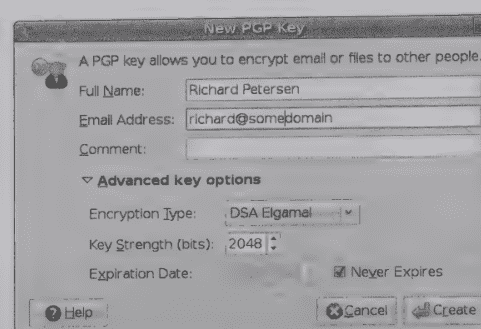 New PGP Key
A PGP key allows you to encrypt email or files to other people.
Full Name: Richard Petersen
Email Address: richard@somedomain
Comment:
Advanced key options
Encryption Type: DSA Elgamal
Key Strength (bits): 2048
Expiration Date: Never Expires
Help Cancel Create